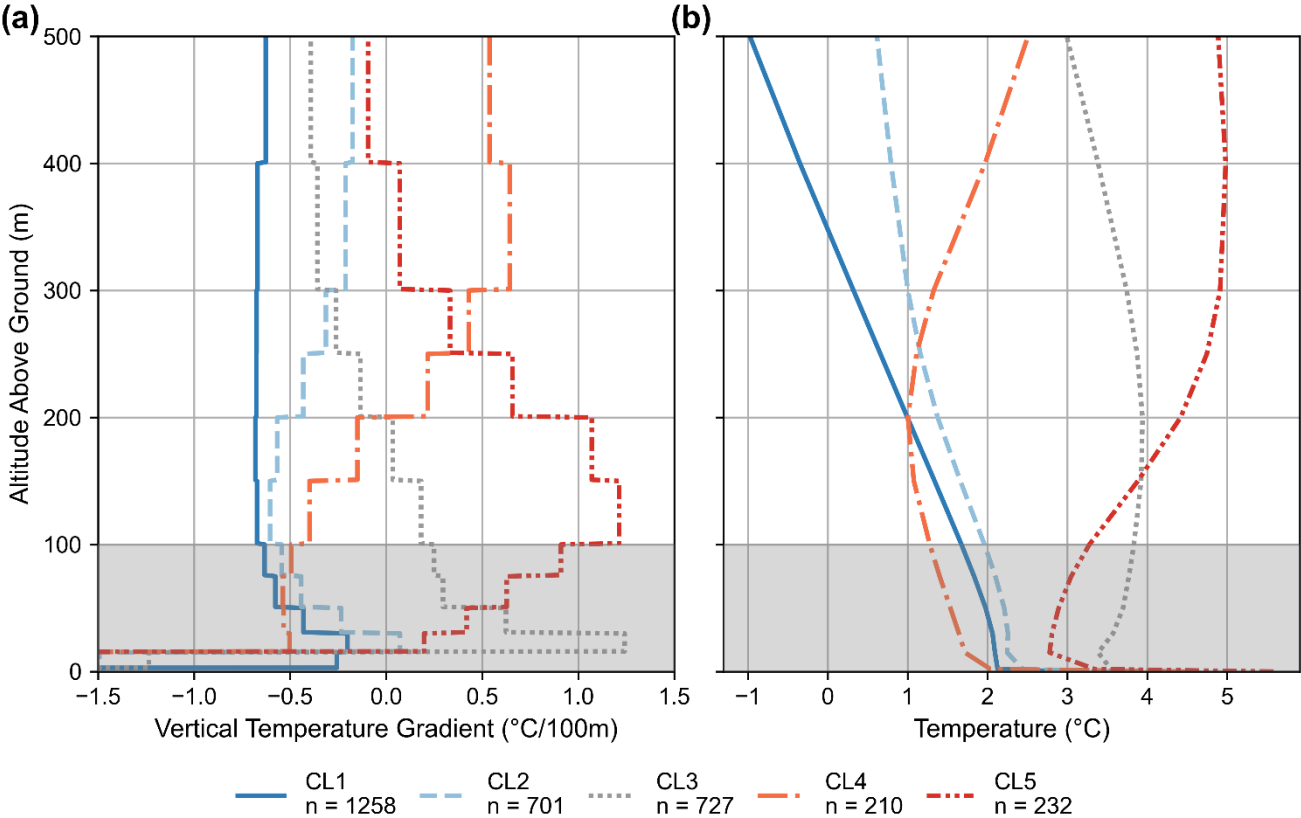 (a)
(b)
500
400
300
200
100
0
Altitude Above Ground (m)
−1.5 −1.0 −0.5 0.0 0.5 1.0 1.5
Vertical Temperature Gradient (°C/100m)
−1 0 1 2 3 4 5
Temperature (°C)
CL1
n = 1258
CL2
n = 701
CL3
n = 727
CL4
n = 210
CL5
n = 232